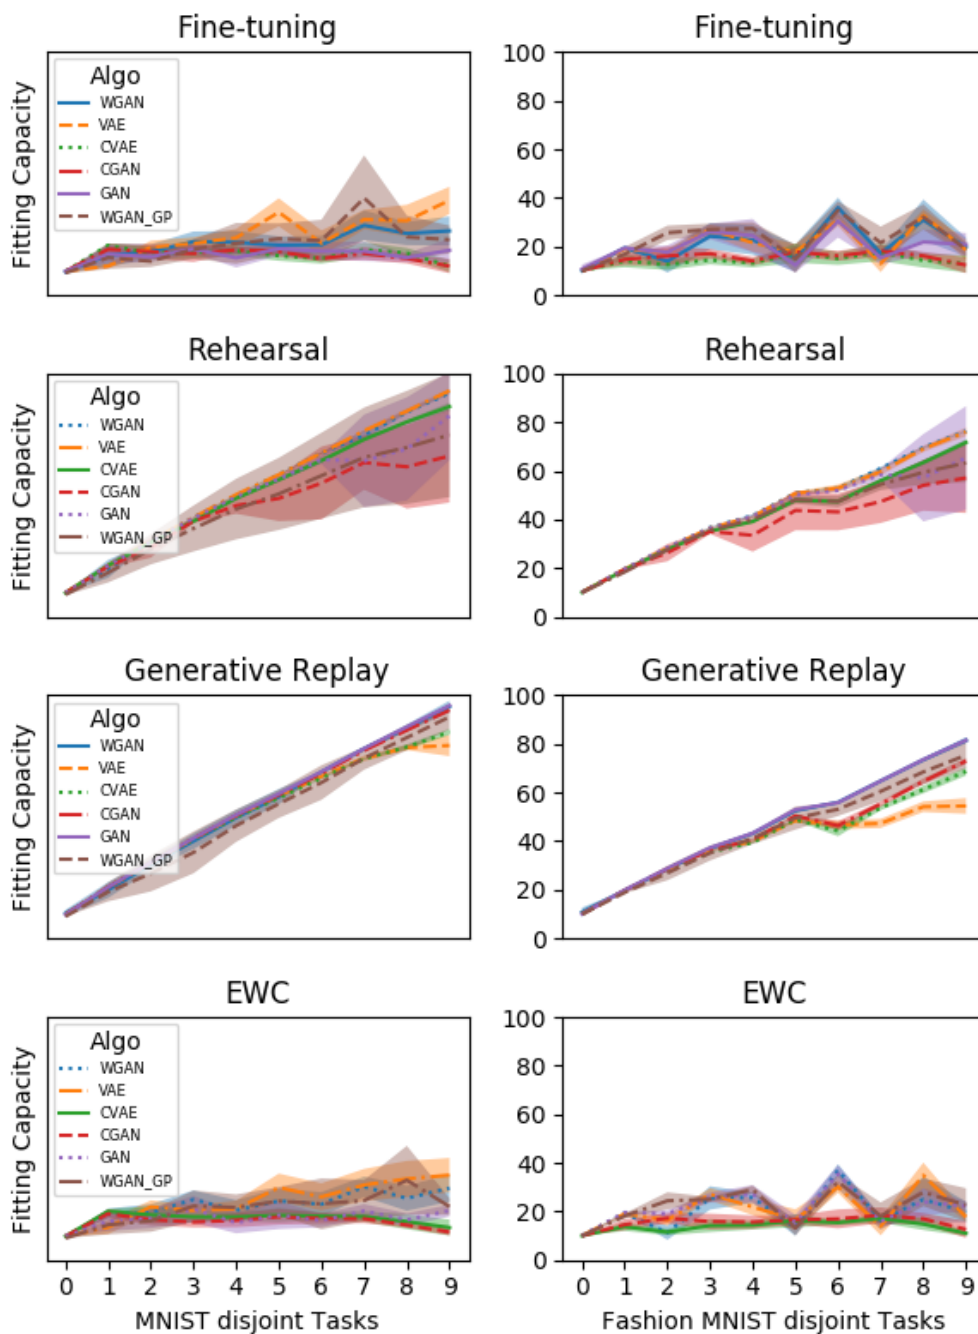 Fine-tuning
Fine-tuning
Fitting Capacity
Algo
WGAN
VAE
CVAE
CGAN
GAN
WGAN_GP
100
80
60
40
20
0
Rehearsal
Rehearsal
Fitting Capacity
Algo
WGAN
VAE
CVAE
CGAN
GAN
WGAN_GP
100
80
60
40
20
0
Generative Replay
Generative Replay
Fitting Capacity
Algo
WGAN
VAE
CVAE
CGAN
GAN
WGAN_GP
100
80
60
40
20
0
EWC
EWC
Fitting Capacity
Algo
WGAN
VAE
CVAE
CGAN
GAN
WGAN_GP
100
80
60
40
20
0
0 1 2 3 4 5 6 7 8 9
0 1 2 3 4 5 6 7 8 9
MNIST disjoint Tasks
Fashion MNIST disjoint Tasks